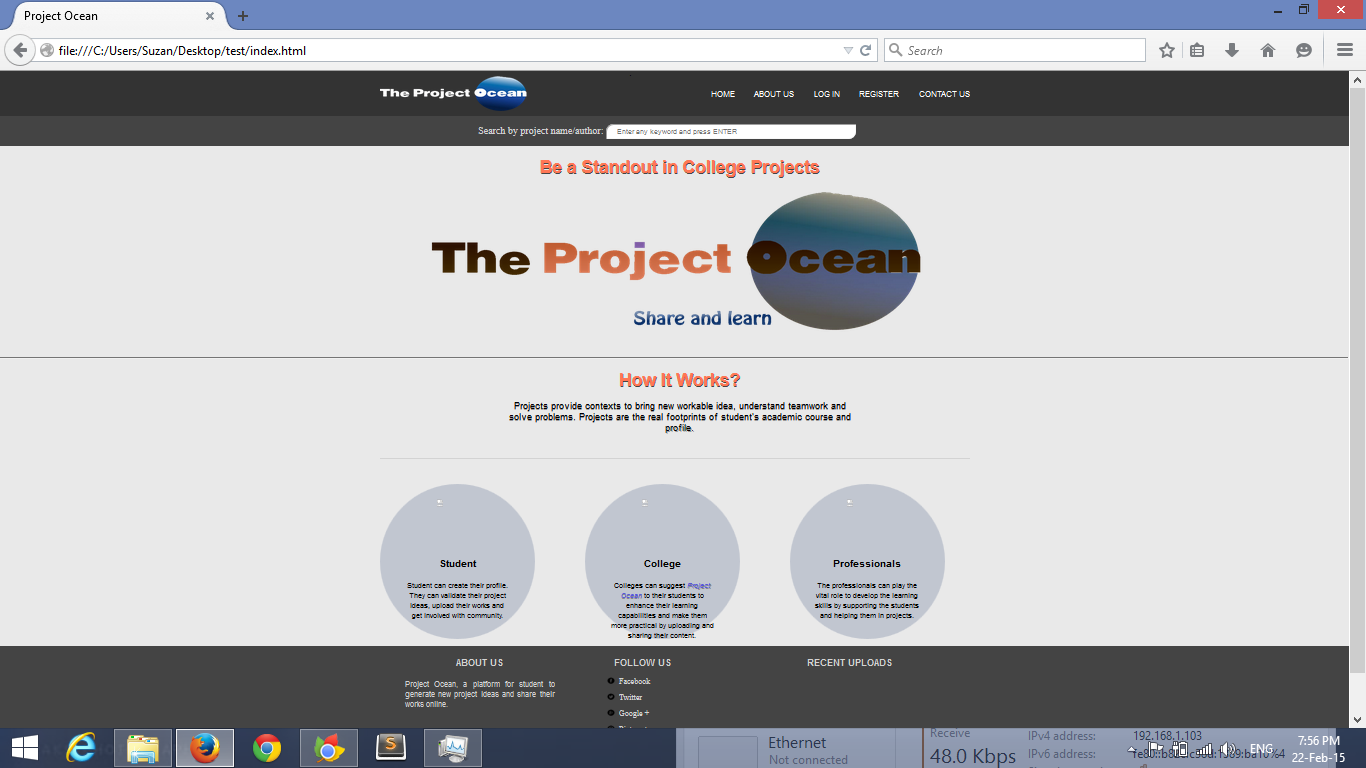 Project Ocean
file:///C:/Users/Suzan/Desktop/test/index.html
Search
The Project Ocean
HOME ABOUT US LOG IN REGISTER CONTACT US
Search by project name/author: Enter any keyword and press ENTER
Be a Standout in College Projects
The Project Ocean
Share and learn
How It Works?
Projects provide contexts to bring new workable idea, understand teamwork and
solve problems. Projects are the real footprints of student's academic course and
profile.
Student
Student can create their profile.
They can validate their project
ideas, upload their works and
get involved with community.
College
Colleges can suggest Project
Ocean to their students to
enhance their learning
capabilities and make them
more practical by uploading and
sharing their content.
Professionals
The professionals can play the
vital role to develop the learning
skills by supporting the students
and helping them in projects.
ABOUT US
Project Ocean, a platform for student to
generate new project ideas and share their
works online.
FOLLOW US
Facebook
Twitter
Google +
RECENT UPLOADS
Ethernet
Not connected
Receive
48.0 Kbps
IPv4 address: 192.168.1.103
IPv6 address:
ENG
7:56 PM
22-Feb-15